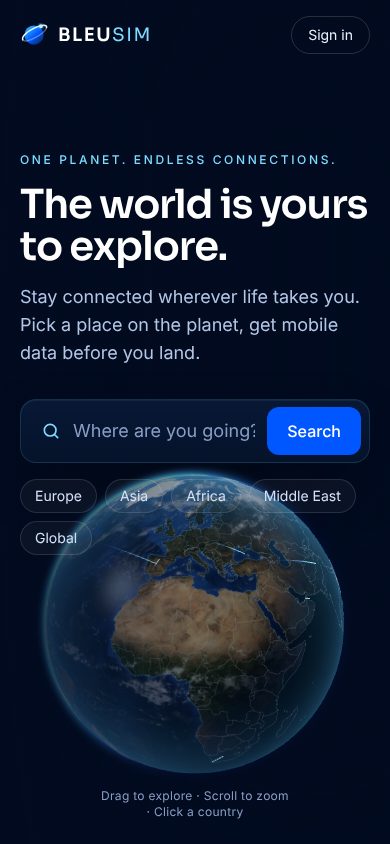 BLEUSIM
Sign in
ONE PLANET. ENDLESS CONNECTIONS.
The world is yours
to explore.
Stay connected wherever life takes you.
Pick a place on the planet, get mobile
data before you land.
Where are you going?
Search
Europe
Asia
Africa
Middle East
Global
Drag to explore · Scroll to zoom
· Click a country